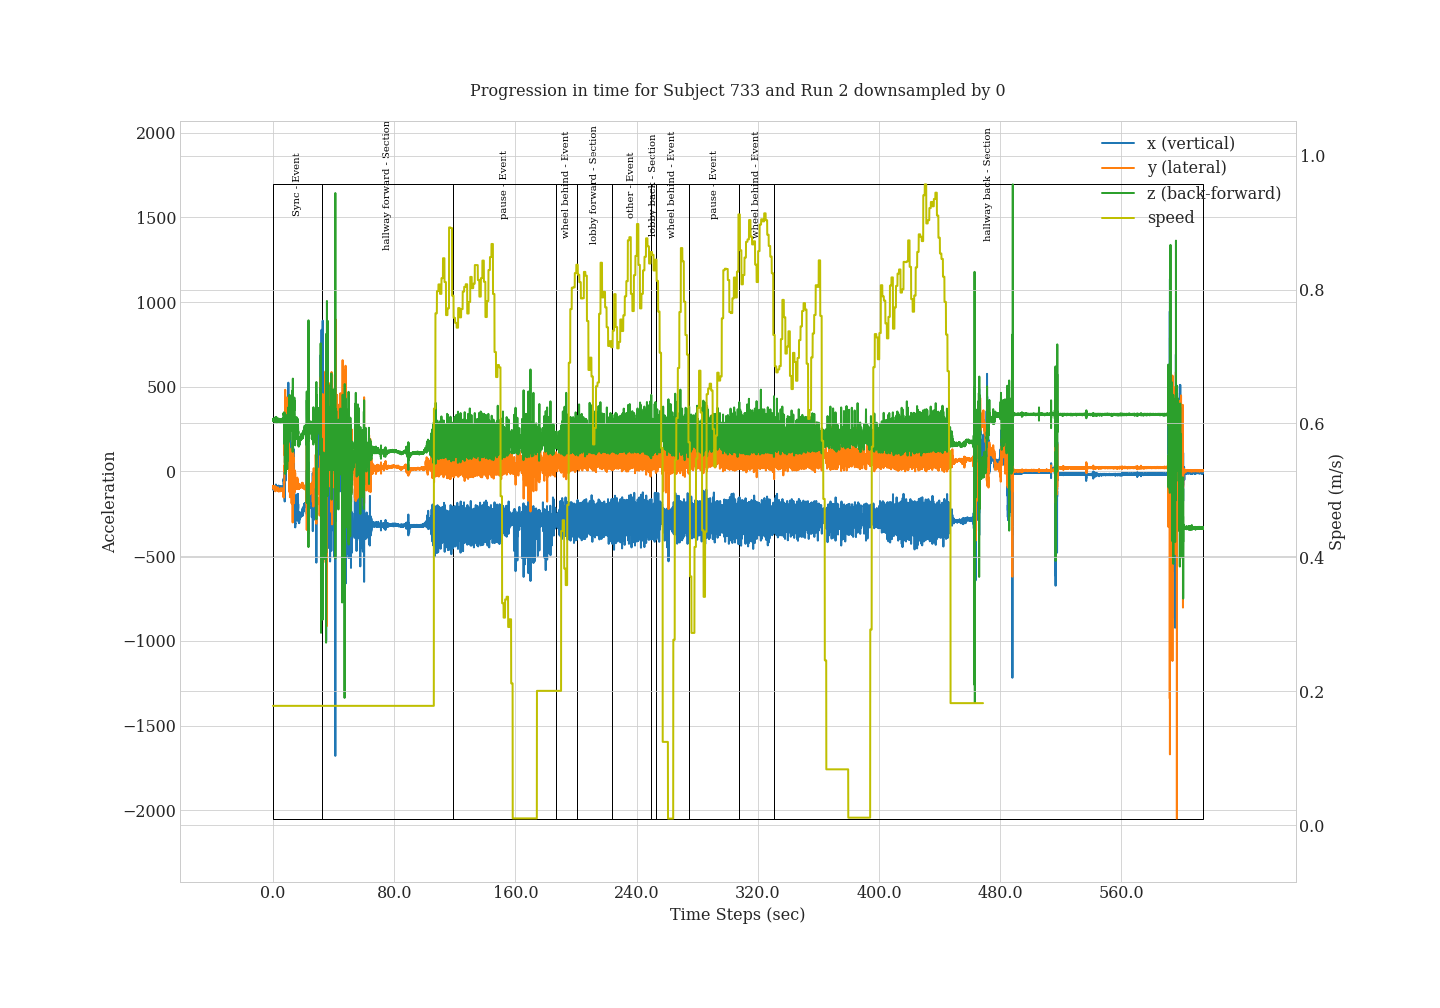 Progression in time for Subject 733 and Run 2 downsampled by 0
2000
1500
1000
500
0
−500
−1000
−1500
−2000
Acceleration
Sync - Event
hallway forward - Section
pause - Event
wheel behind - Event
lobby forward - Section
other - Event
lobby back - Section
wheel behind - Event
pause - Event
wheel behind - Event
hallway back - Section
x (vertical)
y (lateral)
z (back-forward)
speed
1.0
0.8
0.6
0.4
0.2
0.0
Speed (m/s)
0.0 80.0 160.0 240.0 320.0 400.0 480.0 560.0
Time Steps (sec)